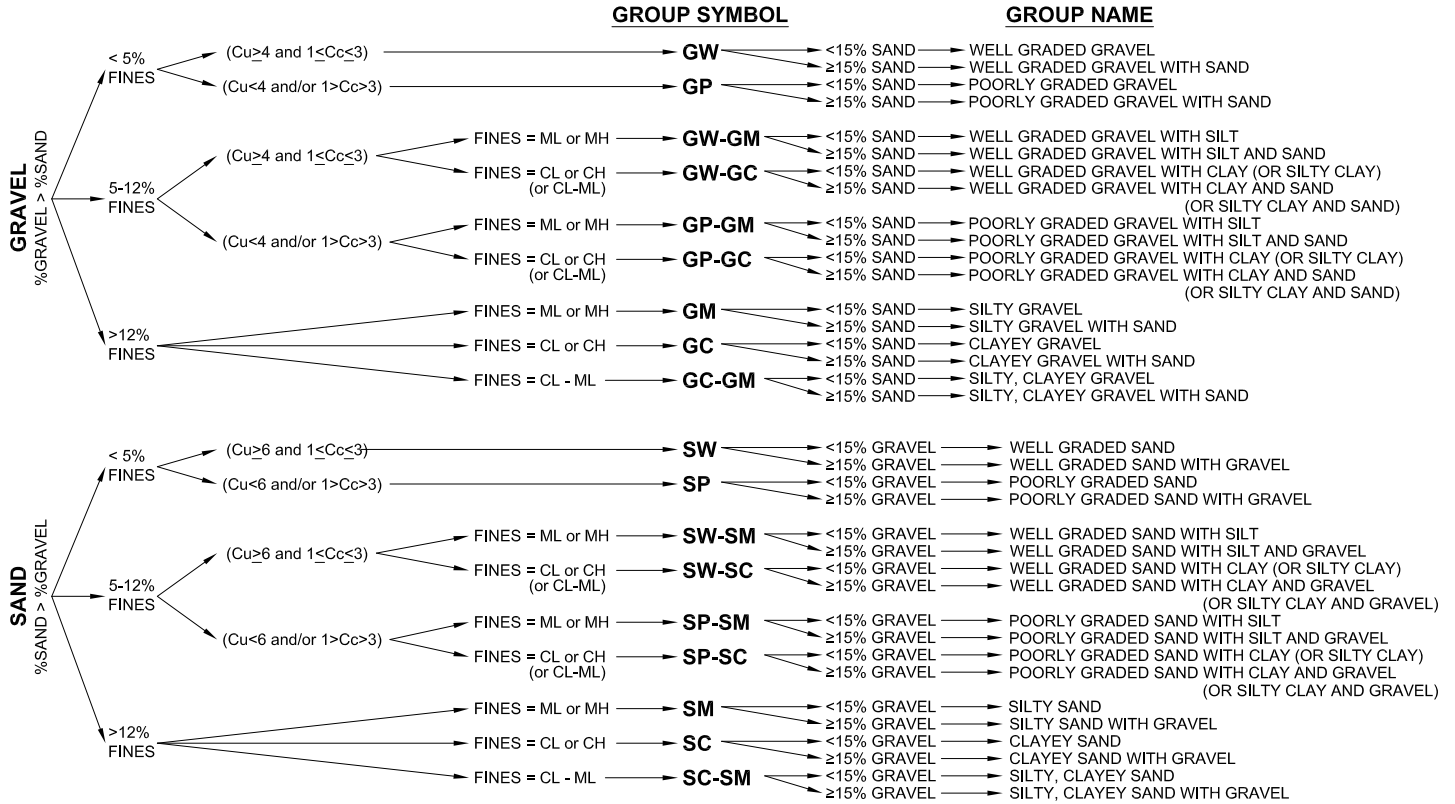 GROUP SYMBOL GROUP NAME
GRAVEL
%GRAVEL > %SAND
< 5%
FINES
(Cu≥4 and 1≤Cc≤3) GW <15% SAND WELL GRADED GRAVEL
≥15% SAND WELL GRADED GRAVEL WITH SAND
(Cu<4 and/or 1>Cc>3) GP <15% SAND POORLY GRADED GRAVEL
≥15% SAND POORLY GRADED GRAVEL WITH SAND
5-12%
FINES
(Cu≥4 and 1≤Cc≤3)
FINES = ML or MH GW-GM <15% SAND WELL GRADED GRAVEL WITH SILT
≥15% SAND WELL GRADED GRAVEL WITH SILT AND SAND
FINES = CL or CH GW-GC <15% SAND WELL GRADED GRAVEL WITH CLAY (OR SILTY CLAY)
(or CL-ML) ≥15% SAND WELL GRADED GRAVEL WITH CLAY AND SAND
(OR SILTY CLAY AND SAND)
(Cu<4 and/or 1>Cc>3)
FINES = ML or MH GP-GM <15% SAND POORLY GRADED GRAVEL WITH SILT
≥15% SAND POORLY GRADED GRAVEL WITH SILT AND SAND
FINES = CL or CH GP-GC <15% SAND POORLY GRADED GRAVEL WITH CLAY (OR SILTY CLAY)
(or CL-ML) ≥15% SAND POORLY GRADED GRAVEL WITH CLAY AND SAND
(OR SILTY CLAY AND SAND)
>12%
FINES
FINES = ML or MH GM <15% SAND SILTY GRAVEL
≥15% SAND SILTY GRAVEL WITH SAND
FINES = CL or CH GC <15% SAND CLAYEY GRAVEL
≥15% SAND CLAYEY GRAVEL WITH SAND
FINES = CL - ML GC-GM <15% SAND SILTY, CLAYEY GRAVEL
≥15% SAND SILTY, CLAYEY GRAVEL WITH SAND
SAND
%SAND > %GRAVEL
< 5%
FINES
(Cu≥6 and 1≤Cc≤3) SW <15% GRAVEL WELL GRADED SAND
≥15% GRAVEL WELL GRADED SAND WITH GRAVEL
(Cu<6 and/or 1>Cc>3) SP <15% GRAVEL POORLY GRADED SAND
≥15% GRAVEL POORLY GRADED SAND WITH GRAVEL
5-12%
FINES
(Cu≥6 and 1≤Cc≤3)
FINES = ML or MH SW-SM <15% GRAVEL WELL GRADED SAND WITH SILT
≥15% GRAVEL WELL GRADED SAND WITH SILT AND GRAVEL
FINES = CL or CH SW-SC <15% GRAVEL WELL GRADED SAND WITH CLAY (OR SILTY CLAY)
(or CL-ML) ≥15% GRAVEL WELL GRADED SAND WITH CLAY AND GRAVEL
(OR SILTY CLAY AND GRAVEL)
(Cu<6 and/or 1>Cc>3)
FINES = ML or MH SP-SM <15% GRAVEL POORLY GRADED SAND WITH SILT
≥15% GRAVEL POORLY GRADED SAND WITH SILT AND GRAVEL
FINES = CL or CH SP-SC <15% GRAVEL POORLY GRADED SAND WITH CLAY (OR SILTY CLAY)
(or CL-ML) ≥15% GRAVEL POORLY GRADED SAND WITH CLAY AND GRAVEL
(OR SILTY CLAY AND GRAVEL)
>12%
FINES
FINES = ML or MH SM <15% GRAVEL SILTY SAND
≥15% GRAVEL SILTY SAND WITH GRAVEL
FINES = CL or CH SC <15% GRAVEL CLAYEY SAND
≥15% GRAVEL CLAYEY SAND WITH GRAVEL
FINES = CL - ML SC-SM <15% GRAVEL SILTY, CLAYEY SAND
≥15% GRAVEL SILTY, CLAYEY SAND WITH GRAVEL